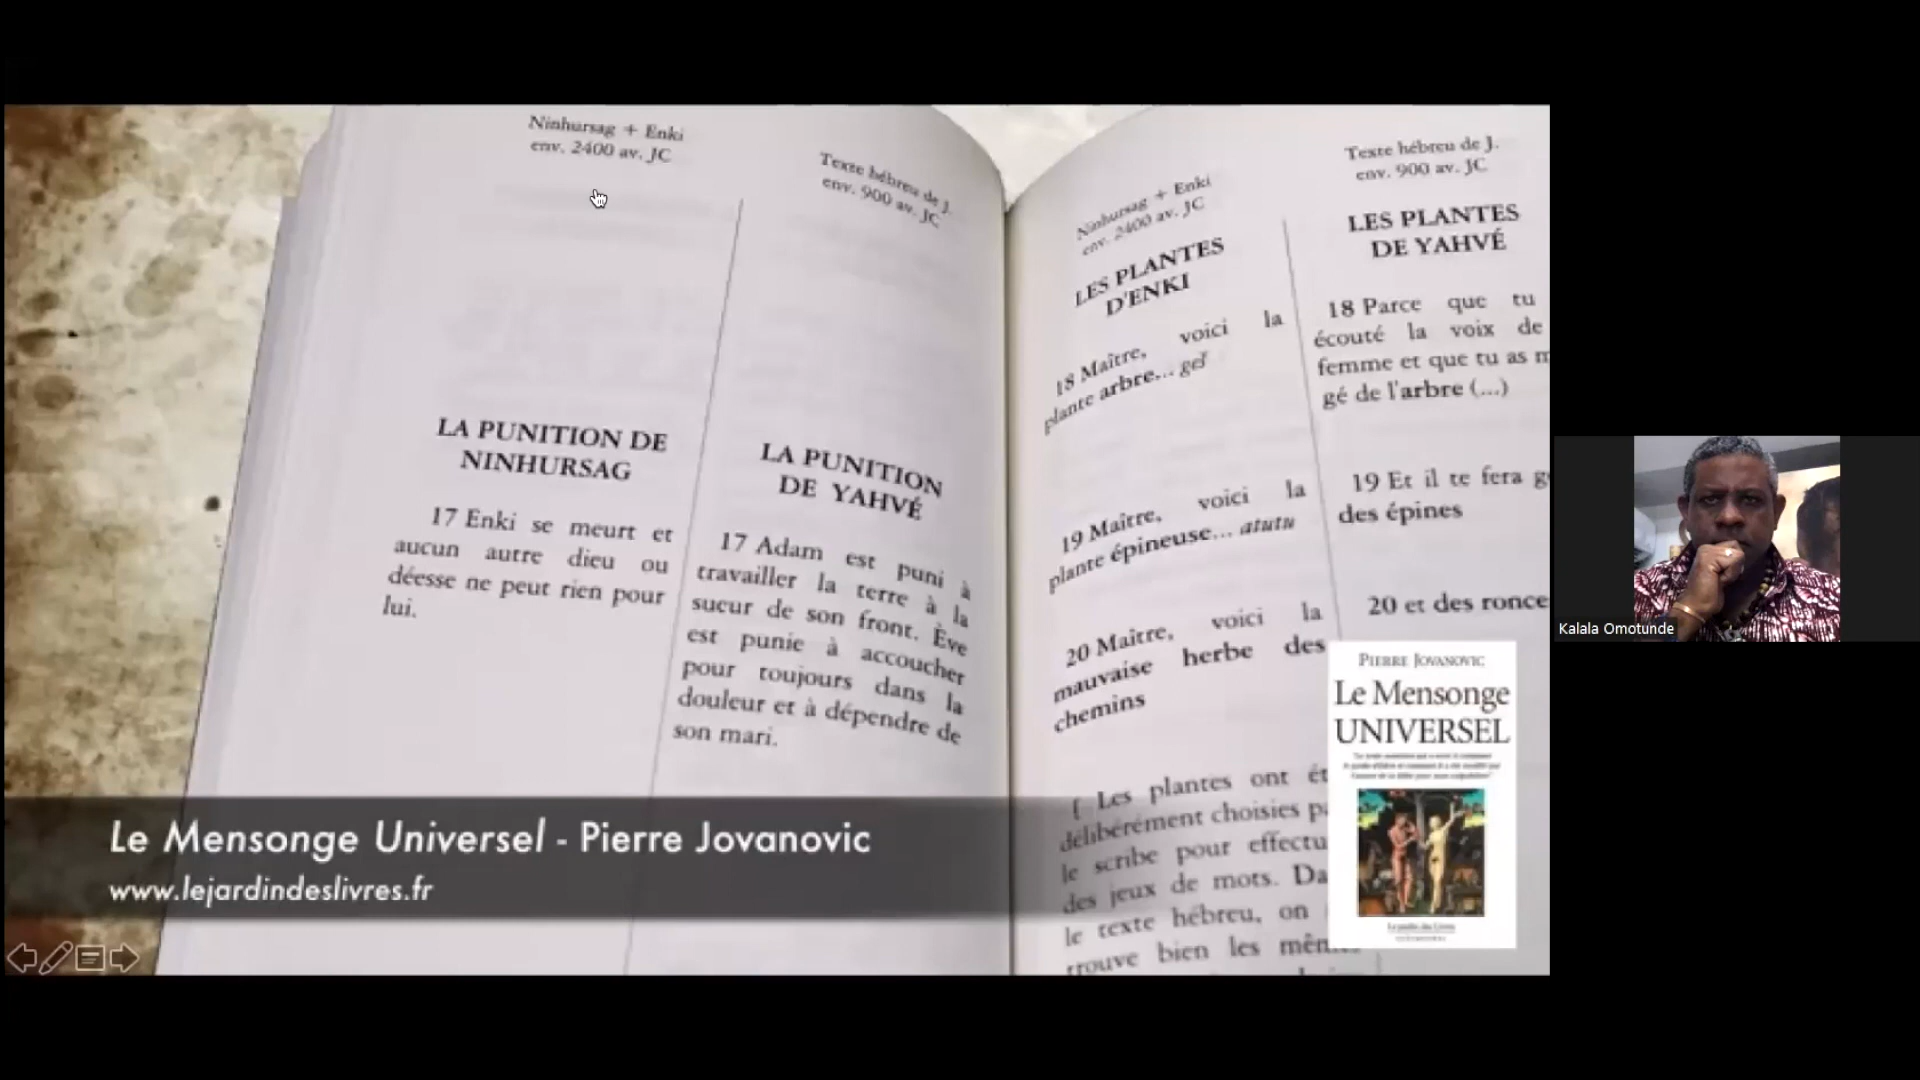 Ninhursag + Enki
env. 2400 av. JC
LA PUNITION DE
NINHURSAG
17 Enki se meurt et
aucun autre dieu ou
déesse ne peut rien pour
lui.
Texte hébreu de J.
env. 900 av. JC
LA PUNITION
DE YAHVÉ
17 Adam est puni à
travailler la terre à la
sueur de son front. Ève
est punie à accoucher
pour toujours dans la
douleur et à dépendre de
son mari.
Ninhursag + Enki
env. 2400 av. JC
LES PLANTES
D'ENKI
18 Maître, voici la
plante arbre... geš
19 Maître, voici la
plante épineuse... atutu
20 Maître, voici la
mauvaise herbe des
chemins
[ Les plantes ont ét
délibérément choisies pa
le scribe pour effectu
des jeux de mots. Da
le texte hébreu, on
trouve bien les mêm
Texte hébreu de J.
env. 900 av. JC
LES PLANTES
DE YAHVÉ
18 Parce que tu
écouté la voix de
femme et que tu as m
gé de l'arbre (...)
19 Et il te fera g
des épines
20 et des ronce
PIERRE JOVANOVIC
Le Mensonge
UNIVERSEL
Le Mensonge Universel - Pierre Jovanovic
www.lejardindeslivres.fr
Kalala Omotunde